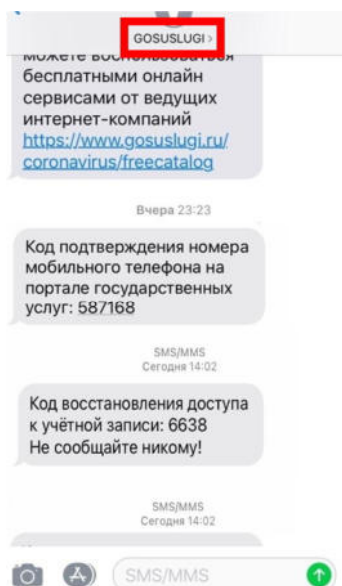 GOSUSLUGI >
можете воспользоваться
бесплатными онлайн
сервисами от ведущих
интернет-компаний
https://www.gosuslugi.ru/
coronavirus/freecatalog
Вчера 23:23
Код подтверждения номера
мобильного телефона на
портале государственных
услуг: 587168
SMS/MMS
Сегодня 14:02
Код восстановления доступа
к учётной записи: 6638
Не сообщайте никому!
SMS/MMS
Сегодня 14:02
SMS/MMS